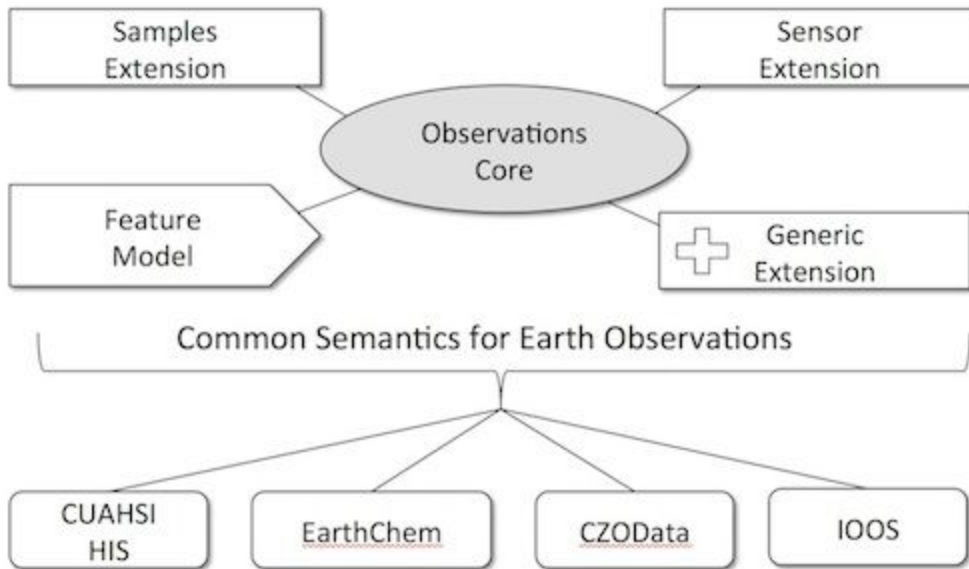 Samples
Extension
Sensor
Extension
Observations
Core
Feature
Model
Generic
Extension
Common Semantics for Earth Observations
CUAHSI
HIS
EarthChem
CZOData
IOOS